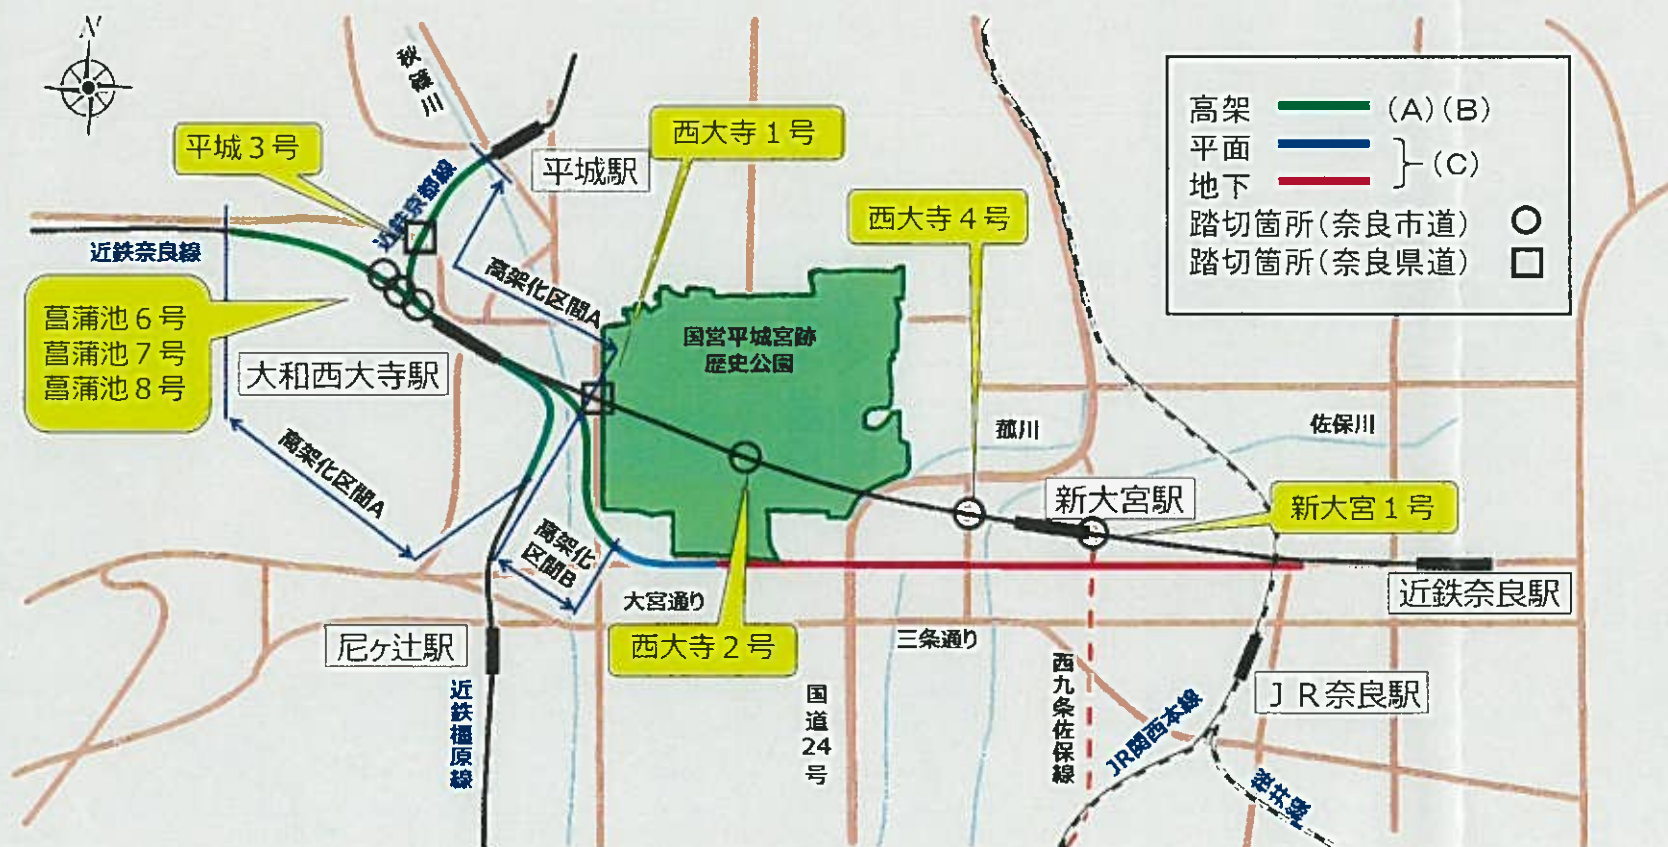 N
秋篠川
平城3号
西大寺1号
高架
(A)(B)
平面
地下
(C)
踏切箇所(奈良市道)
踏切箇所(奈良県道)
平城駅
近鉄京都線
西大寺4号
近鉄奈良線
高架化区間A
菖蒲池6号
菖蒲池7号
菖蒲池8号
大和西大寺駅
国営平城宮跡
歴史公園
高架化区間A
菰川
佐保川
新大宮駅
新大宮1号
高架化
区間B
大宮通り
近鉄奈良駅
尼ヶ辻駅
西大寺2号
三条通り
近鉄橿原線
国道24号
西九条佐保線
JR奈良駅
JR関西本線
桜井線